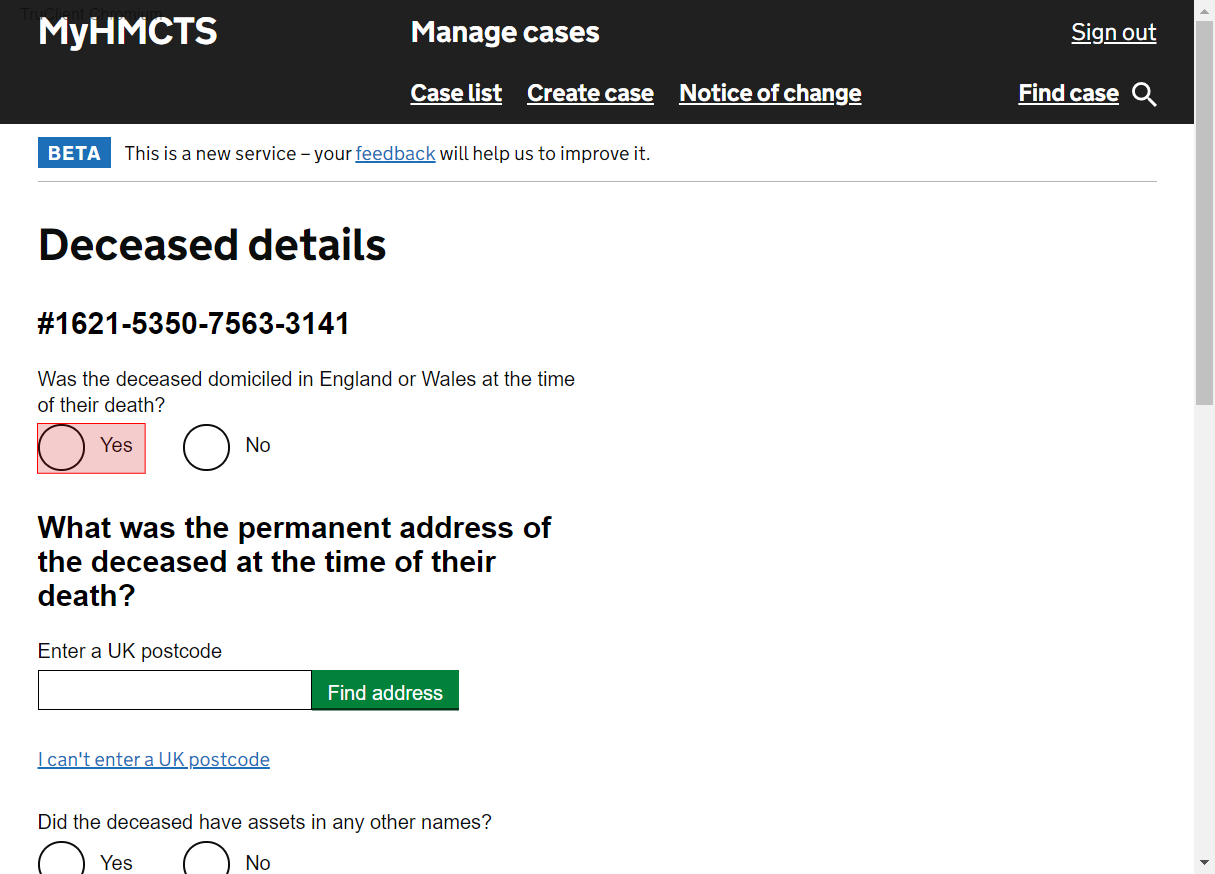 TruClient Chromium
MyHMCTS
Manage cases
Sign out
Case list
Create case
Notice of change
Find case
BETA
This is a new service – your feedback will help us to improve it.
Deceased details
#1621-5350-7563-3141
Was the deceased domiciled in England or Wales at the time
of their death?
Yes
No
What was the permanent address of
the deceased at the time of their
death?
Enter a UK postcode
Find address
I can't enter a UK postcode
Did the deceased have assets in any other names?
Yes
No